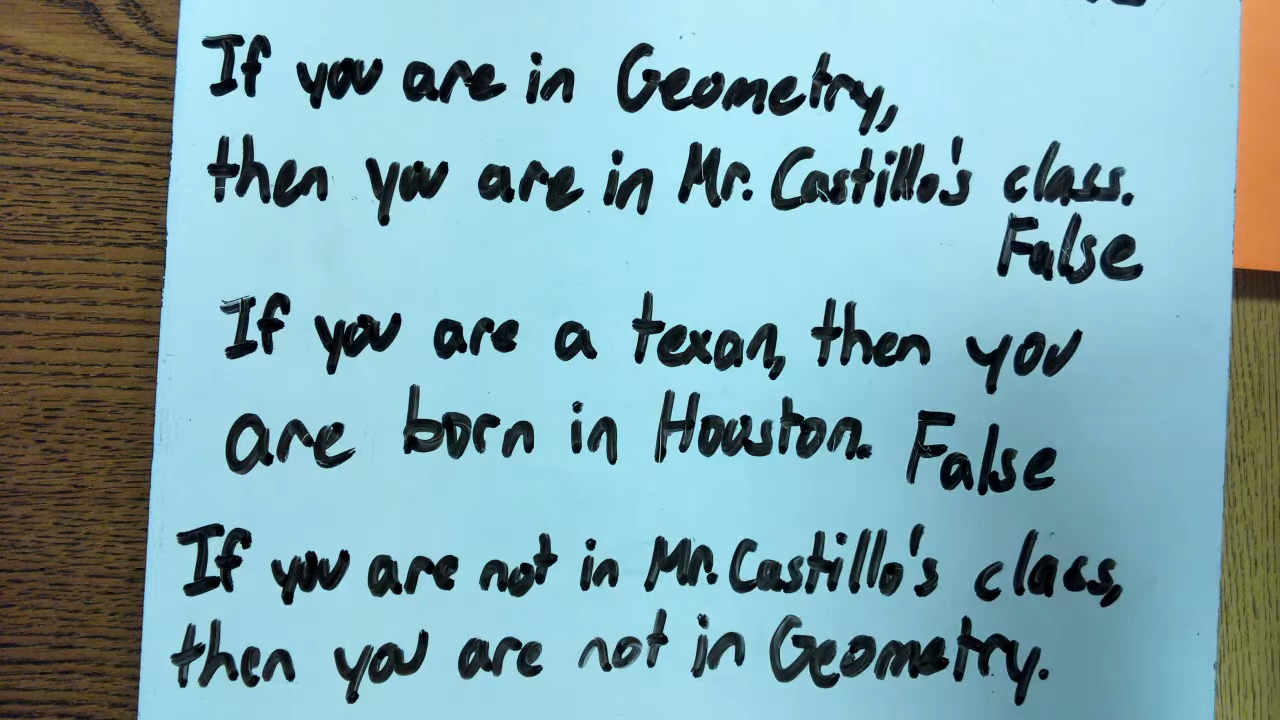 If you are in Geometry,
then you are in Mr. Castillo's class.
False
If you are a texan, then you
are born in Houston. False
If you are not in Mr. Castillo's class,
then you are not in Geometry.